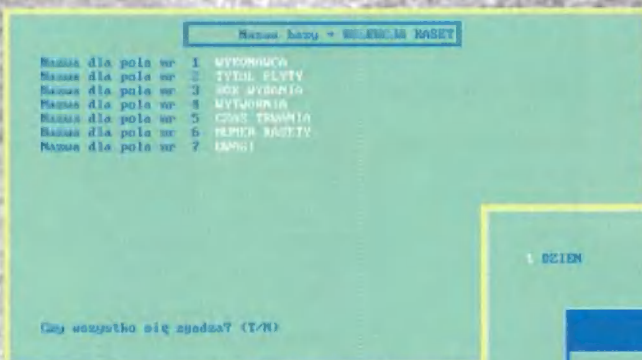 Nazwa bazy - KOLEKCJA KASET
Nazwa dla pola nr 1 WYKONAWCA
Nazwa dla pola nr 2 TYTUL PLYTY
Nazwa dla pola nr 3 ROK WYDANIA
Nazwa dla pola nr 4 WYTWORNIA
Nazwa dla pola nr 5 CZAS TRWANIA
Nazwa dla pola nr 6 NUMER KASETY
Nazwa dla pola nr 7 UWAGI
1 DZIEN
Czy wszystko się zgadza? (T/N)